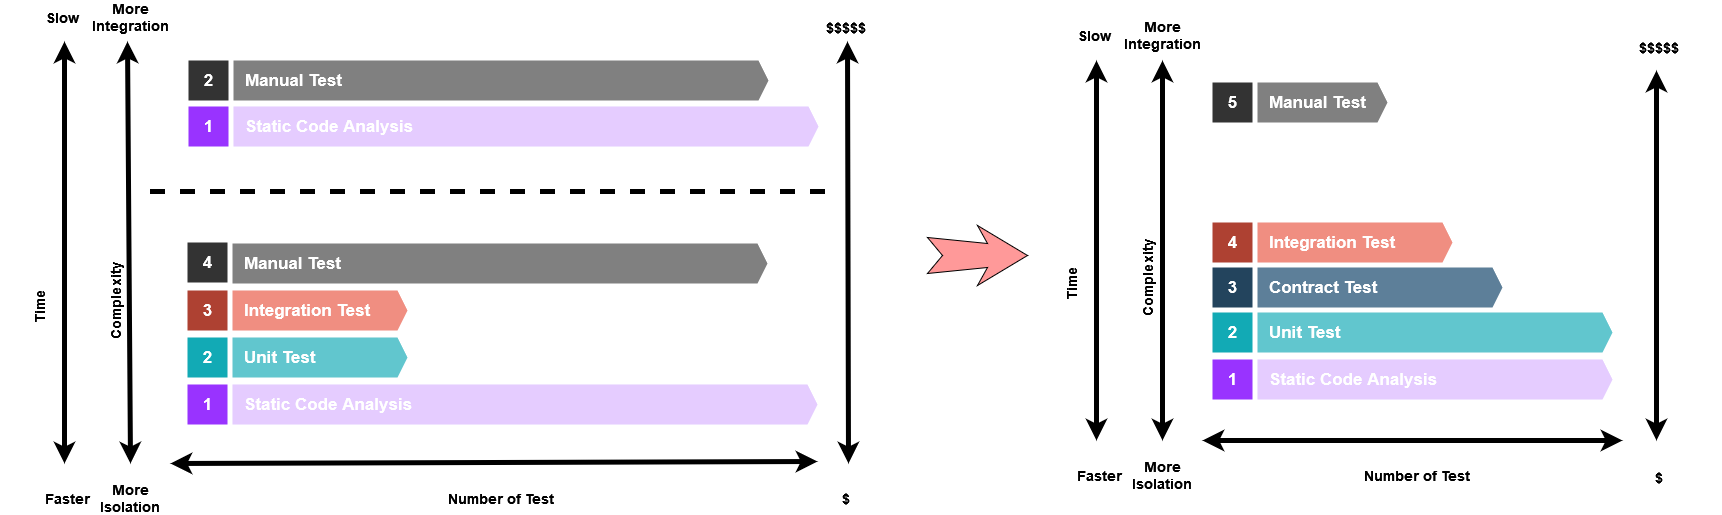 Slow
More
Integration
$$$$$
2
Manual Test
1
Static Code Analysis
4
Manual Test
3
Integration Test
2
Unit Test
1
Static Code Analysis
Time
Complexity
Faster
More
Isolation
Number of Test
$
Slow
More
Integration
$$$$$
5
Manual Test
4
Integration Test
3
Contract Test
2
Unit Test
1
Static Code Analysis
Time
Complexity
Faster
More
Isolation
Number of Test
$